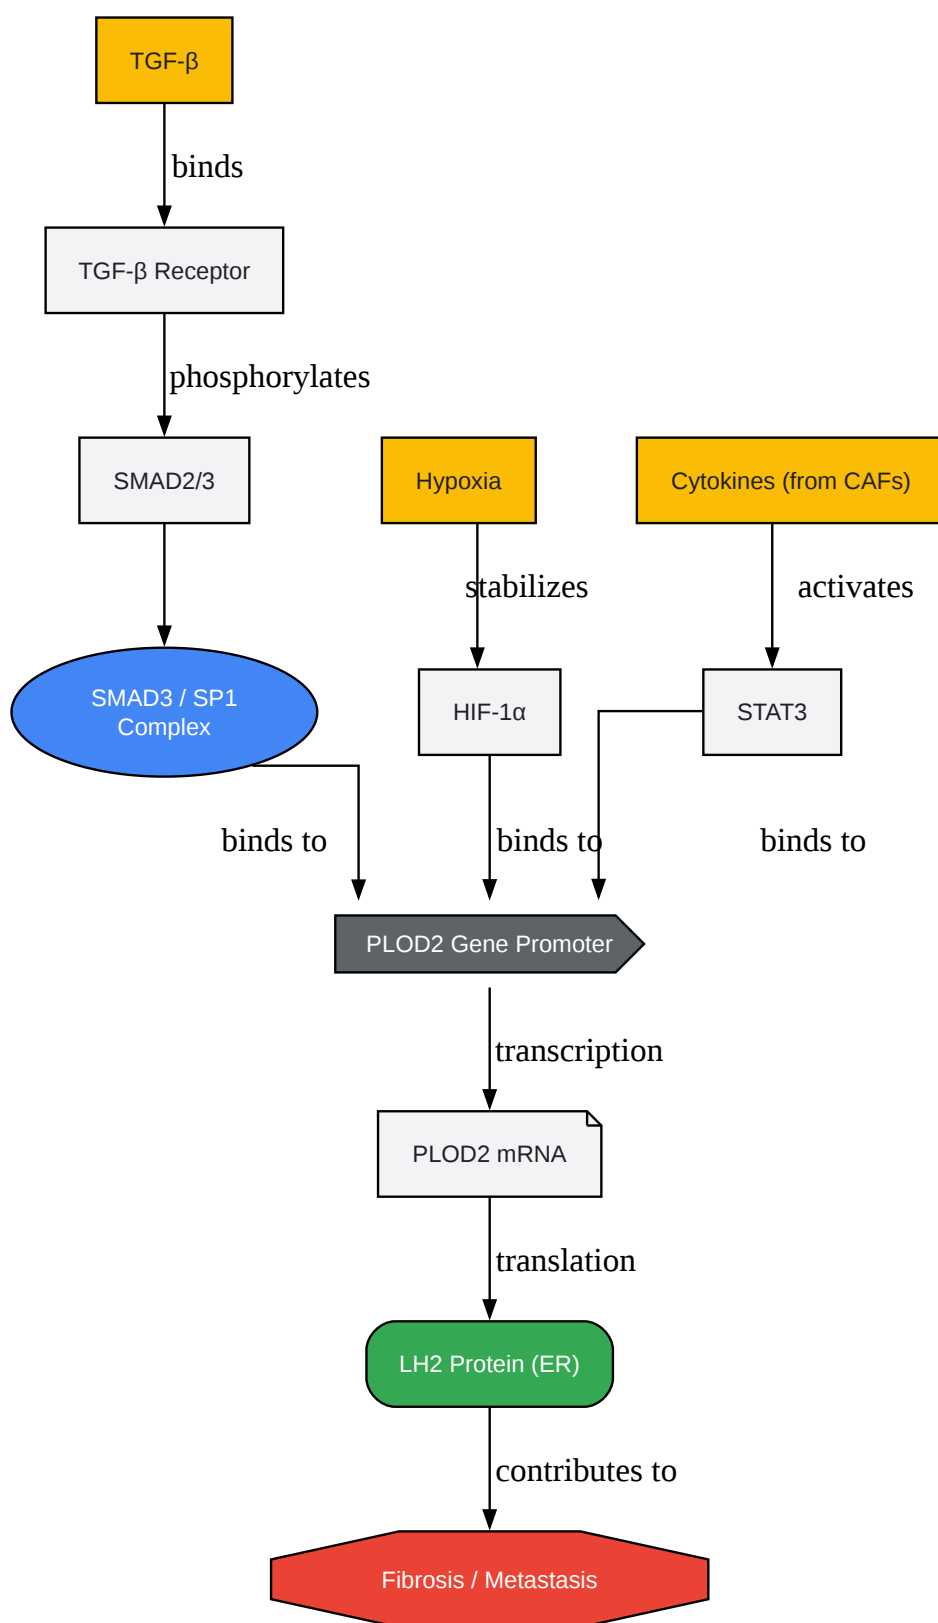 TGF-β
binds
TGF-β Receptor
phosphorylates
SMAD2/3
Hypoxia
Cytokines (from CAFs)
stabilizes
activates
SMAD3 / SP1
Complex
HIF-1α
STAT3
binds to
binds to
binds to
PLOD2 Gene Promoter
transcription
PLOD2 mRNA
translation
LH2 Protein (ER)
contributes to
Fibrosis / Metastasis